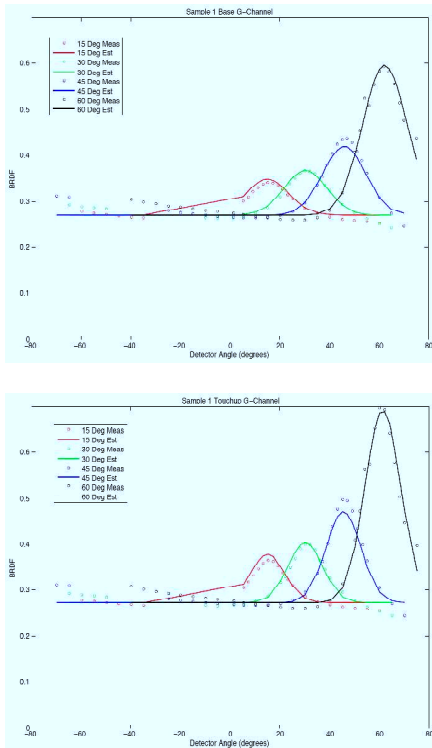 Sample 1 Base G-Channel
0.6
0.5
0.4
0.3
0.2
0.1
0
BRDF
15 Deg Meas
15 Deg Est
30 Deg Meas
30 Deg Est
45 Deg Meas
45 Deg Est
60 Deg Meas
60 Deg Est
-80 -60 -40 -20 0 20 40 60 80
Detector Angle (degrees)
Sample 1 Touchup G-Channel
0.6
0.5
0.4
0.3
0.2
0.1
0
BRDF
15 Deg Meas
15 Deg Est
30 Deg Meas
30 Deg Est
45 Deg Meas
45 Deg Est
60 Deg Meas
60 Deg Est
-80 -60 -40 -20 0 20 40 60 80
Detector Angle (degrees)